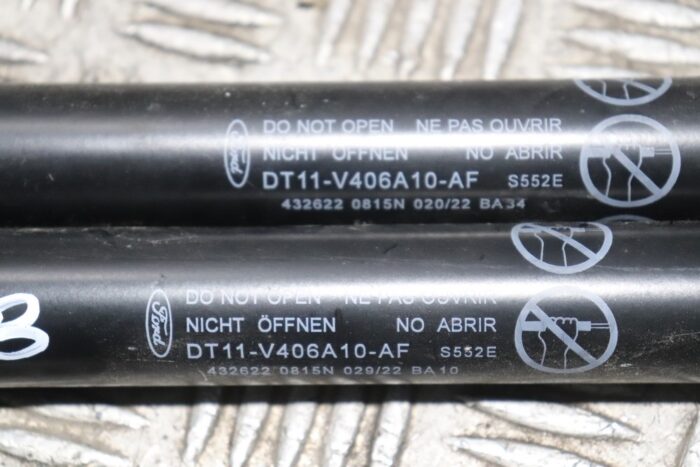 Ford
DO NOT OPEN NE PAS OUVRIR
NICHT ÖFFNEN NO ABRIR
DT11-V406A10-AF S552E
432622 0815N 020/22 BA34
Ford
DO NOT OPEN NE PAS OUVRIR
NICHT ÖFFNEN NO ABRIR
DT11-V406A10-AF S552E
432622 0815N 029/22 BA10